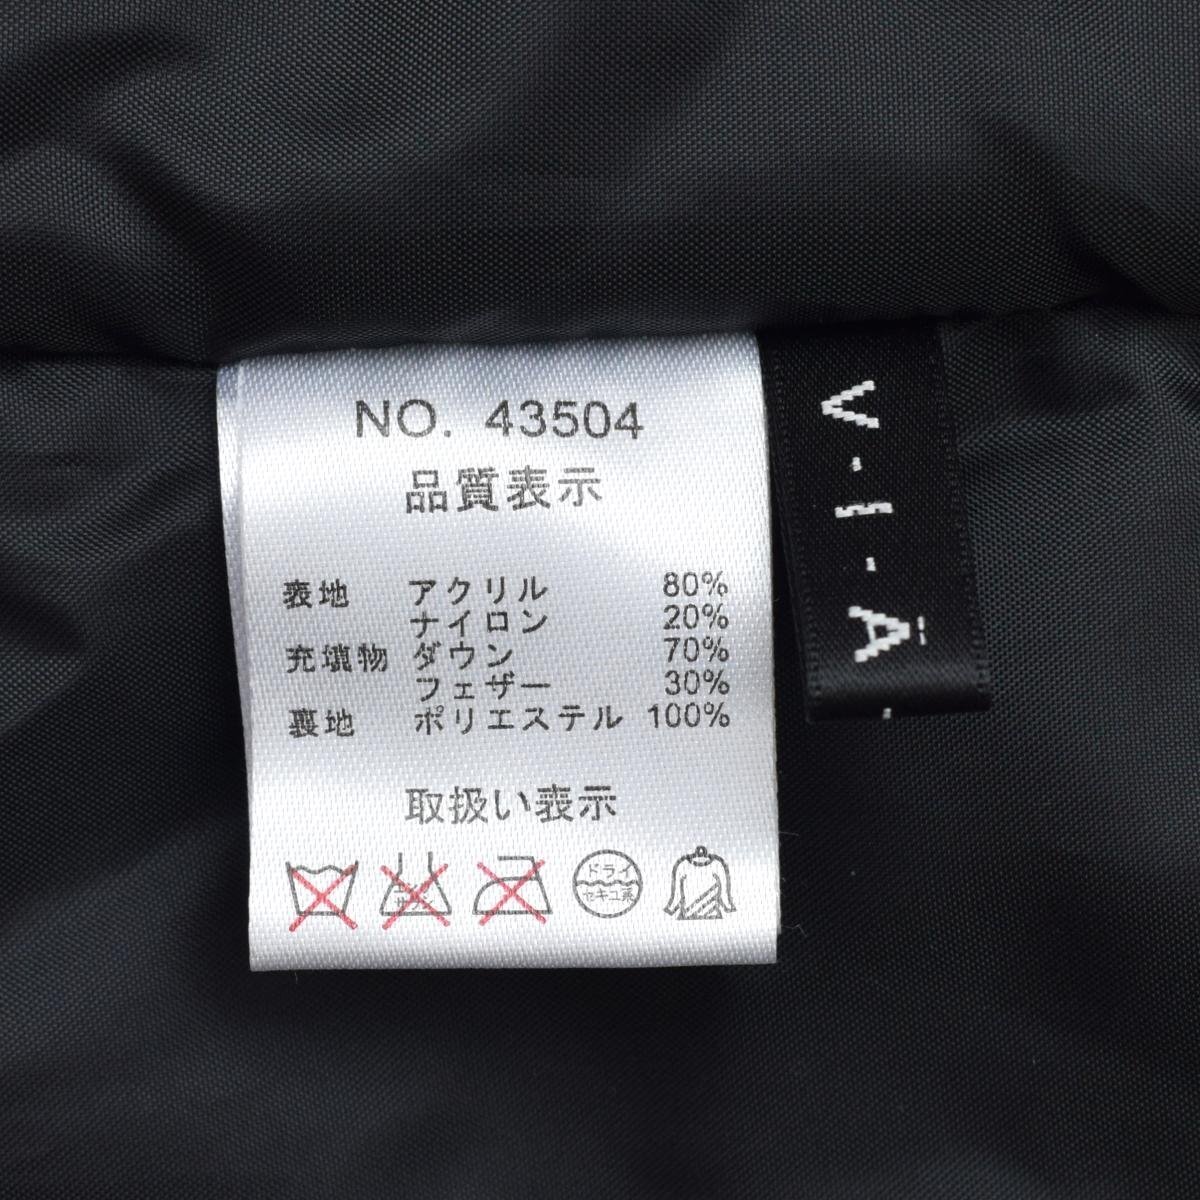 NO. 43504
品質表示
表地 アクリル 80%
ナイロン 20%
充填物 ダウン 70%
フェザー 30%
裏地 ポリエステル 100%
取扱い表示
ドライ
セキユ系
V·I·Ä·